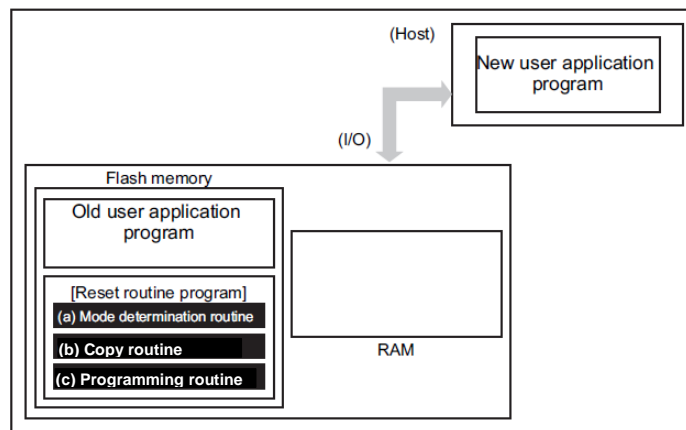 (Host)
New user application
program
(I/O)
Flash memory
Old user application
program
[Reset routine program]
(a) Mode determination routine
(b) Copy routine
(c) Programming routine
RAM